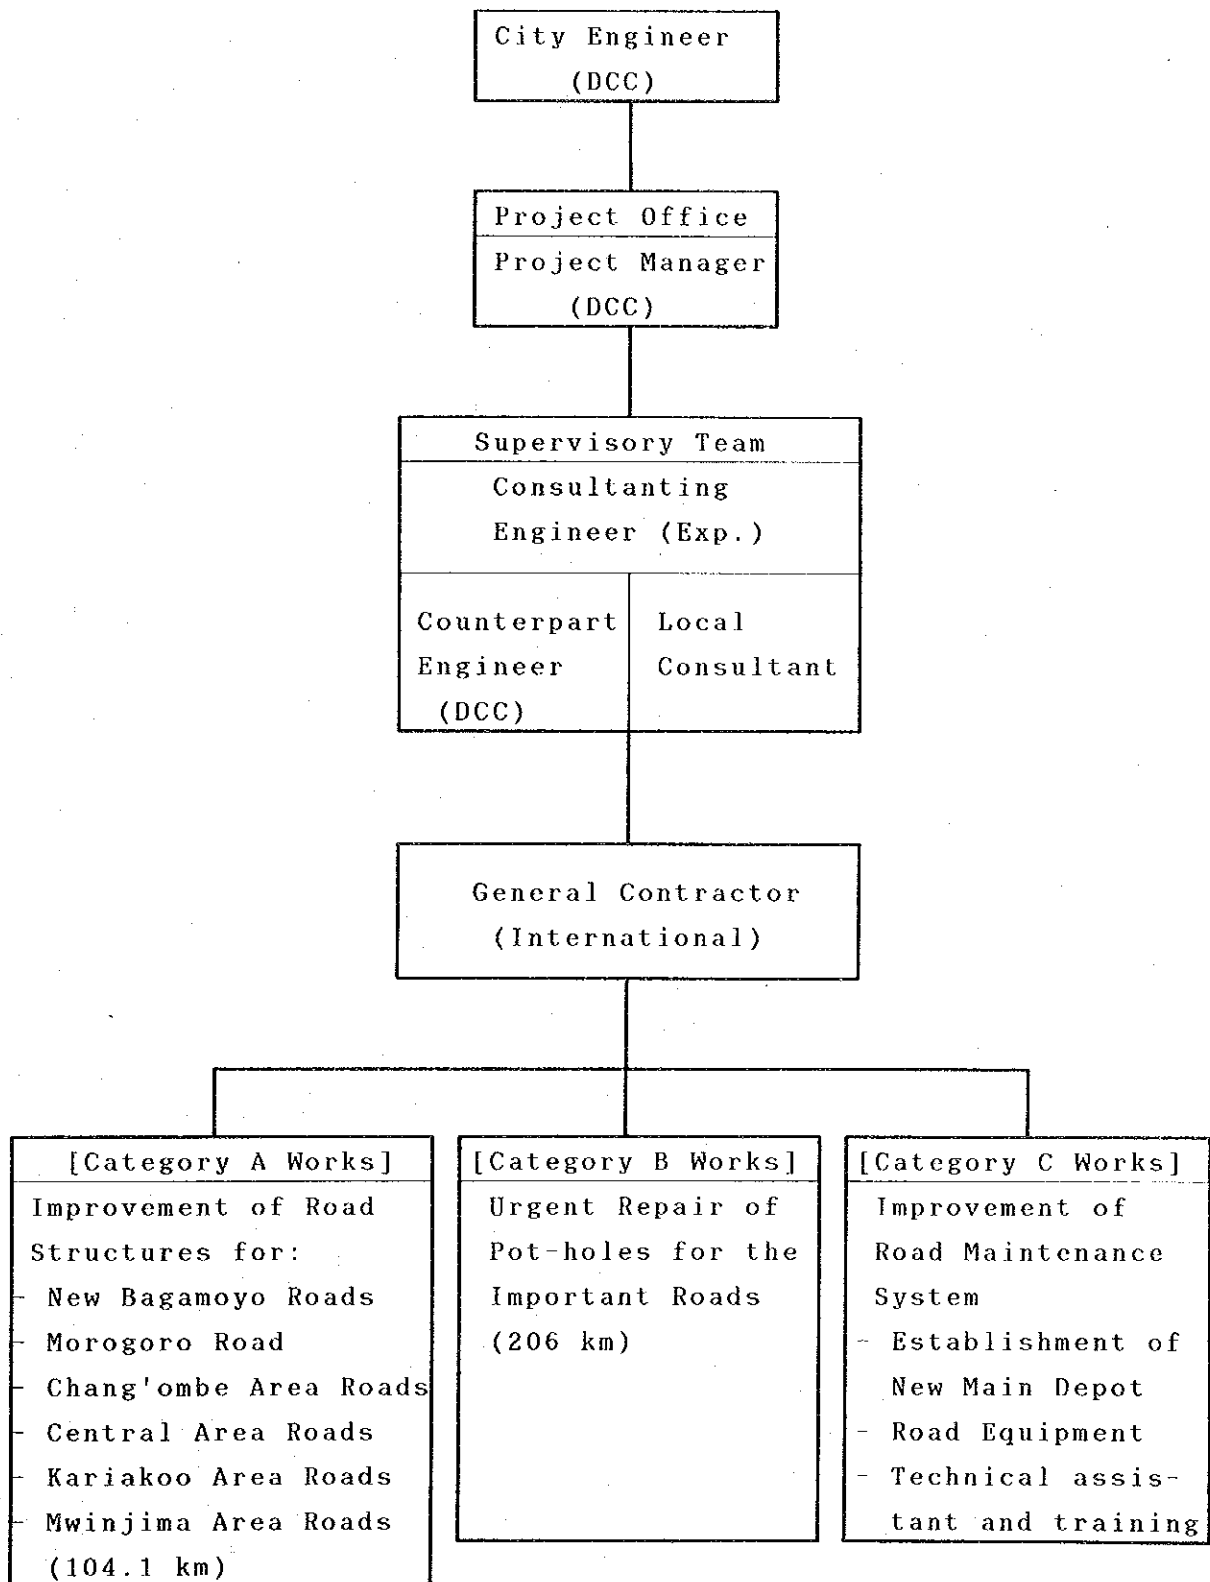 City Engineer
(DCC)
Project Office
Project Manager
(DCC)
Supervisory Team
Consultanting
Engineer (Exp.)
Counterpart
Engineer
(DCC)
Local
Consultant
General Contractor
(International)
[Category A Works]
Improvement of Road
Structures for:
- New Bagamoyo Roads
- Morogoro Road
- Chang'ombe Area Roads
- Central Area Roads
- Kariakoo Area Roads
- Mwinjima Area Roads
(104.1 km)
[Category B Works]
Urgent Repair of
Pot-holes for the
Important Roads
(206 km)
[Category C Works]
Improvement of
Road Maintenance
System
- Establishment of
New Main Depot
- Road Equipment
- Technical assis-
tant and training